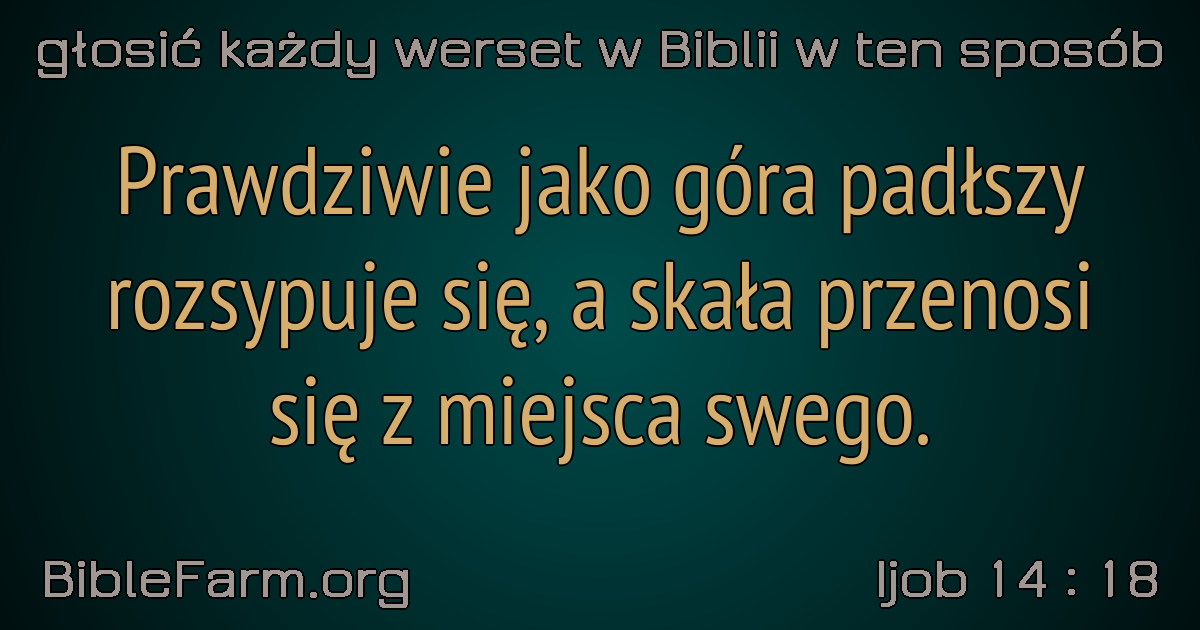 głosić każdy werset w Biblii w ten sposób
Prawdziwie jako góra padłszy
rozsypuje się, a skała przenosi
się z miejsca swego.
BibleFarm.org
Ijob 14 : 18